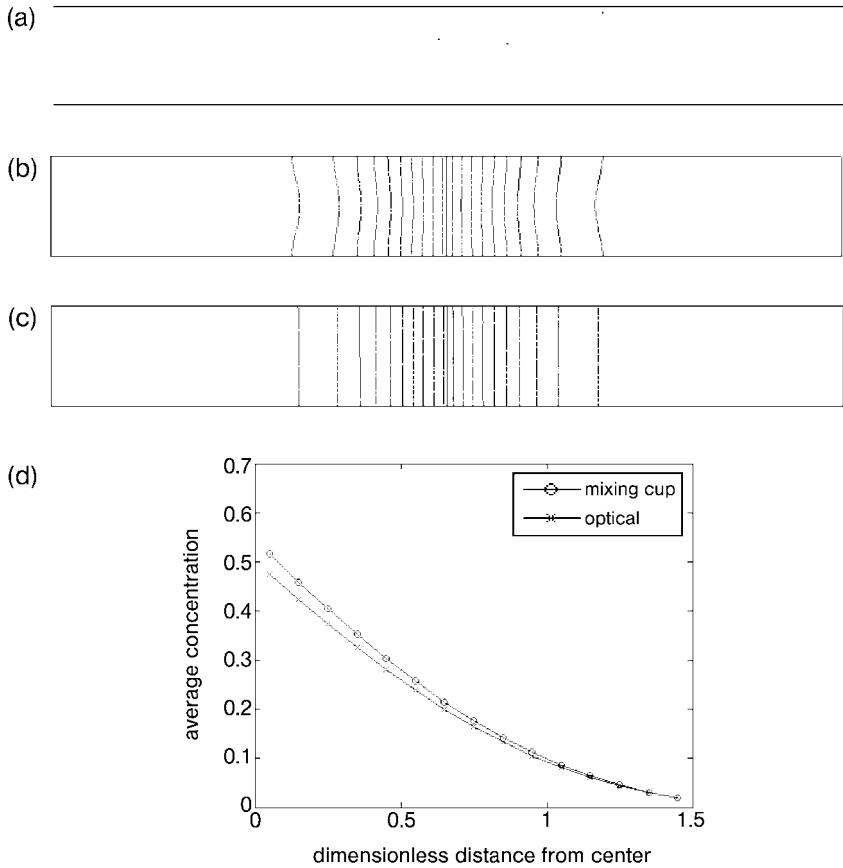 (a)
(b)
(c)
(d)
0.7
0.6
0.5
0.4
0.3
0.2
0.1
0
average concentration
mixing cup
optical
0
0.5
1
1.5
dimensionless distance from center